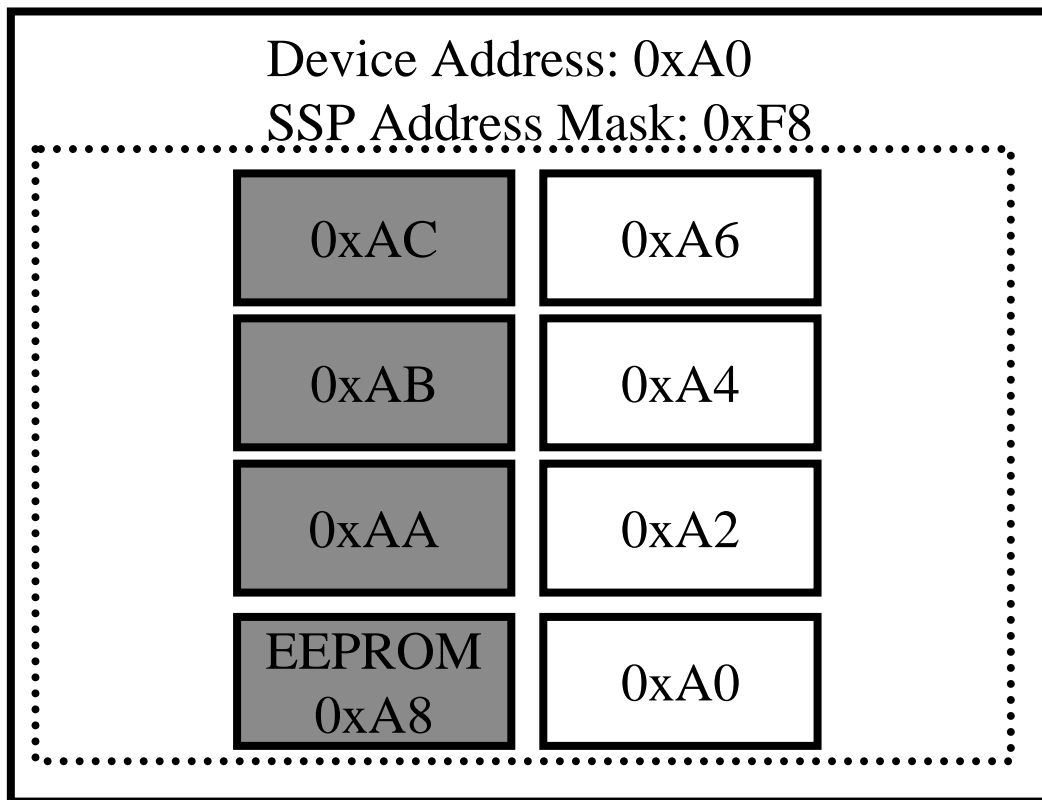 Device Address: 0xA0
SSP Address Mask: 0xF8
0xAC
0xA6
0xAB
0xA4
0xAA
0xA2
EEPROM
0xA8
0xA0